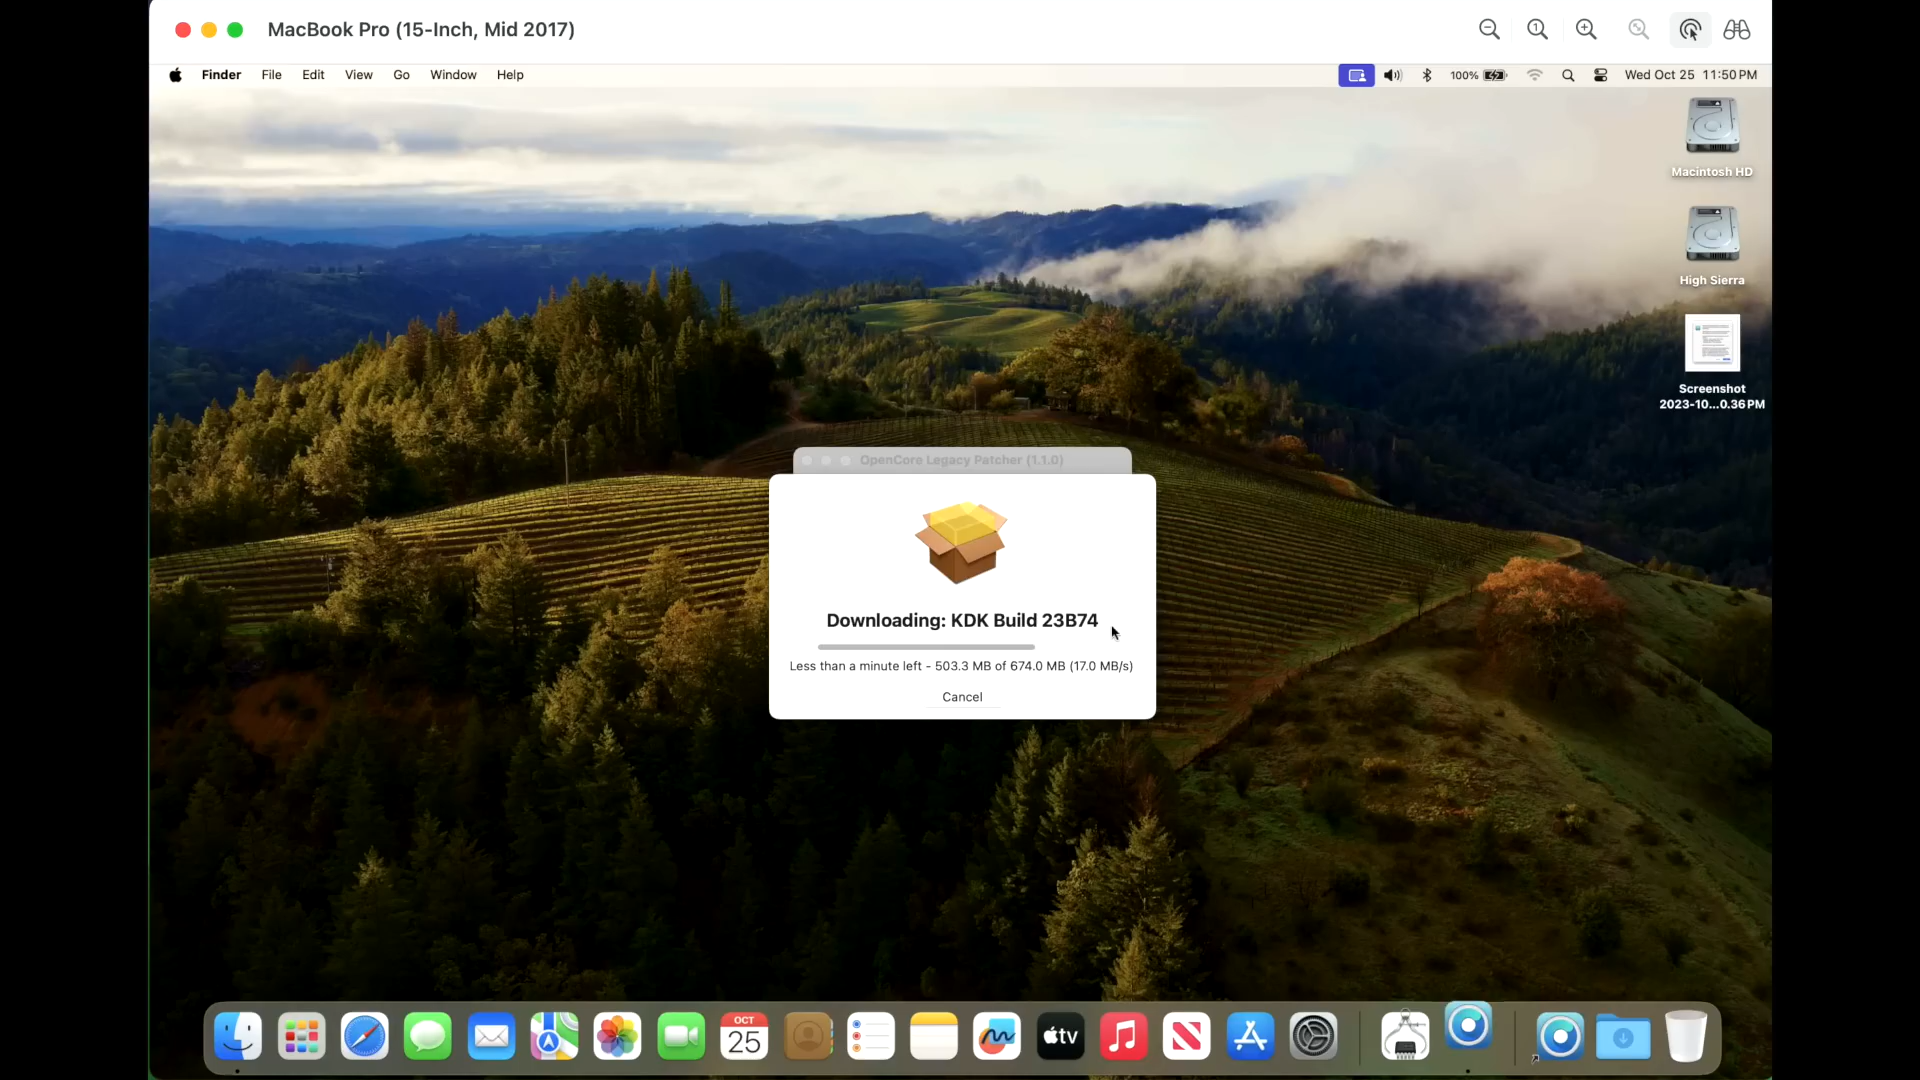 MacBook Pro (15-Inch, Mid 2017)
Finder File Edit View Go Window Help
100%
Wed Oct 25 11:50 PM
Macintosh HD
High Sierra
Screenshot
2023-10...0.36 PM
OpenCore Legacy Patcher (1.1.0)
Downloading: KDK Build 23B74
Less than a minute left - 503.3 MB of 674.0 MB (17.0 MB/s)
Cancel
OCT
25
tv